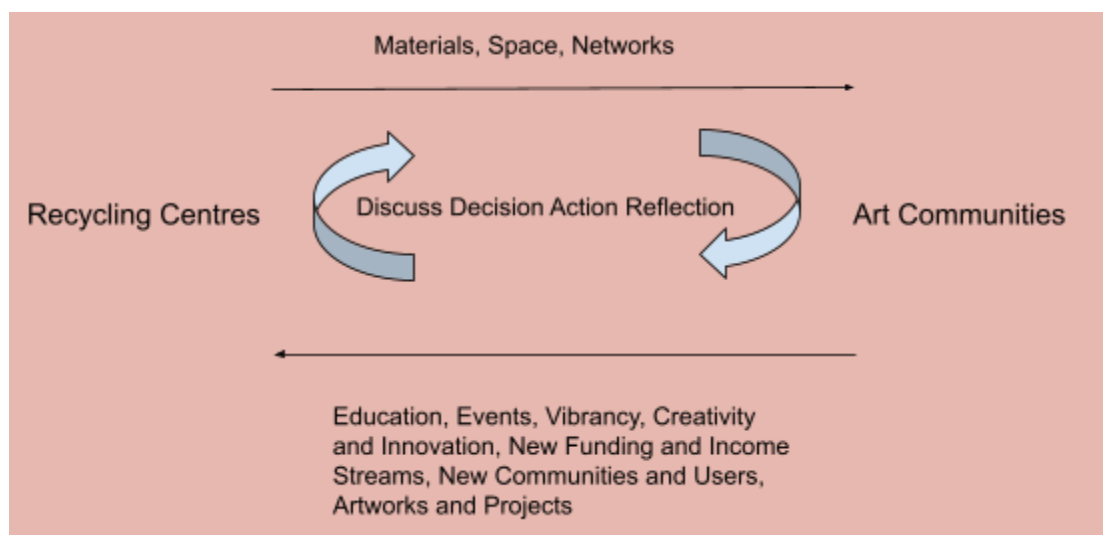 Materials, Space, Networks
Recycling Centres
Discuss Decision Action Reflection
Art Communities
Education, Events, Vibrancy, Creativity
and Innovation, New Funding and Income
Streams, New Communities and Users,
Artworks and Projects